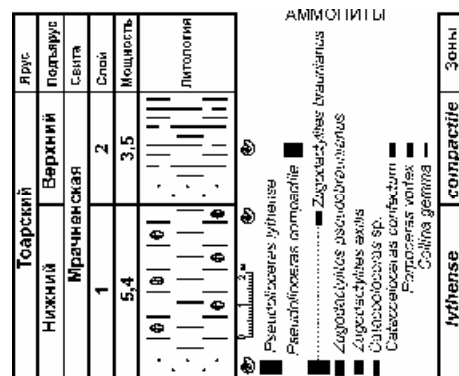 АММОНИТЫ
Ярус
Подъярус
Свита
Слой
Мощность
Литология
Зоны
Тоарский
Верхний
Нижний
Мраченская
2
1
3,5
5,4
Pseudolioceras lythense
Pseudolioceras compactile
Zugodactylites braunianus
Zugodactylites pseudobraunianus
Zugodactylites exilis
Catacoeloceras sp.
Catacoeloceras confectum
Porpoceras vortex
Collina gemma
compactile
lythense